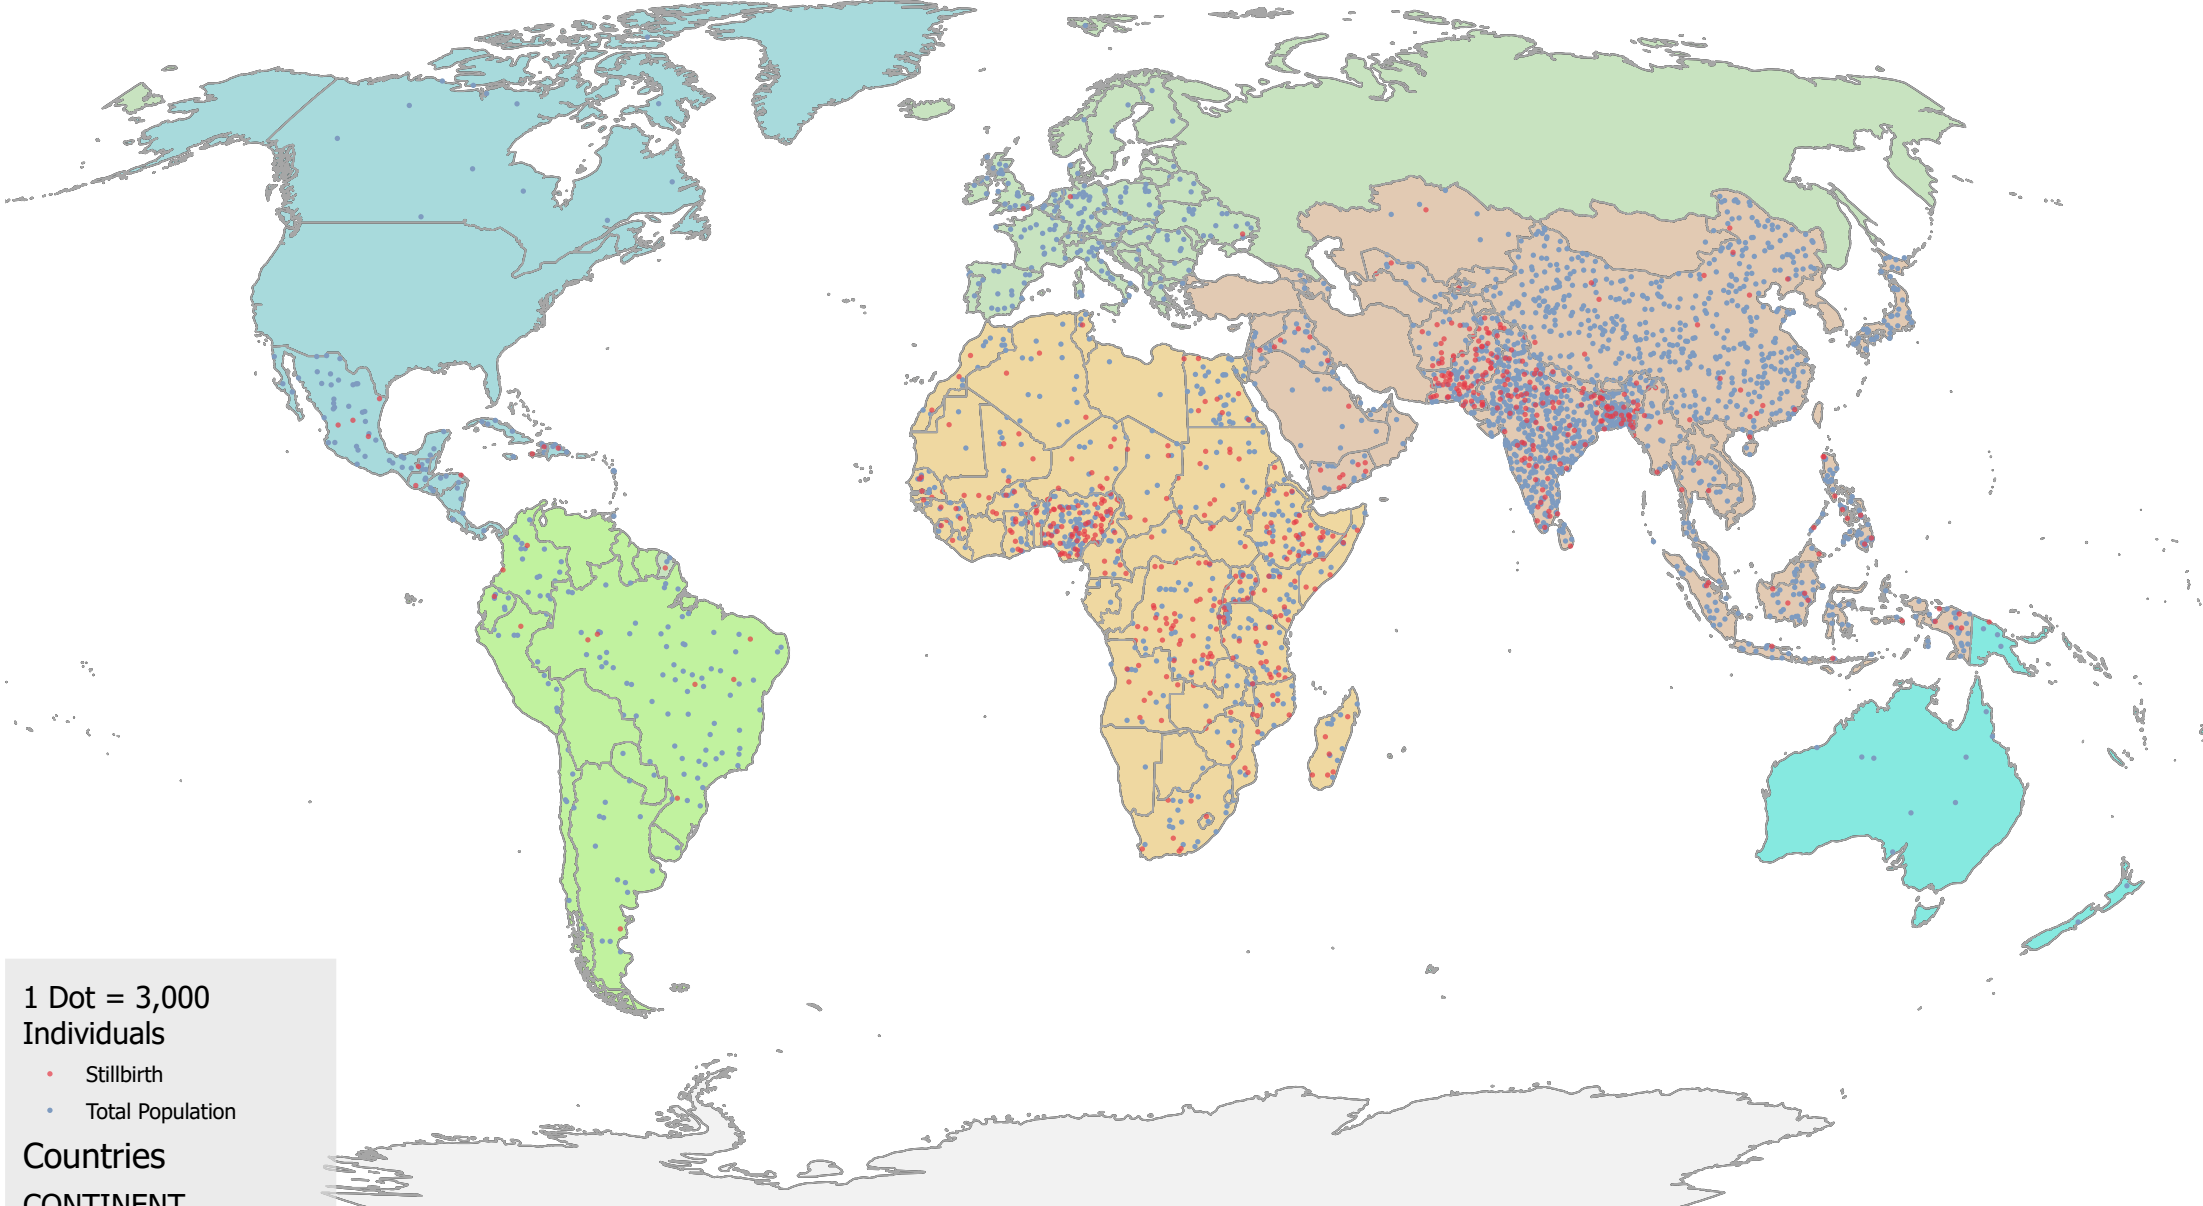 1 Dot = 3,000
Individuals
Stillbirth
Total Population
Countries
CONTINENT